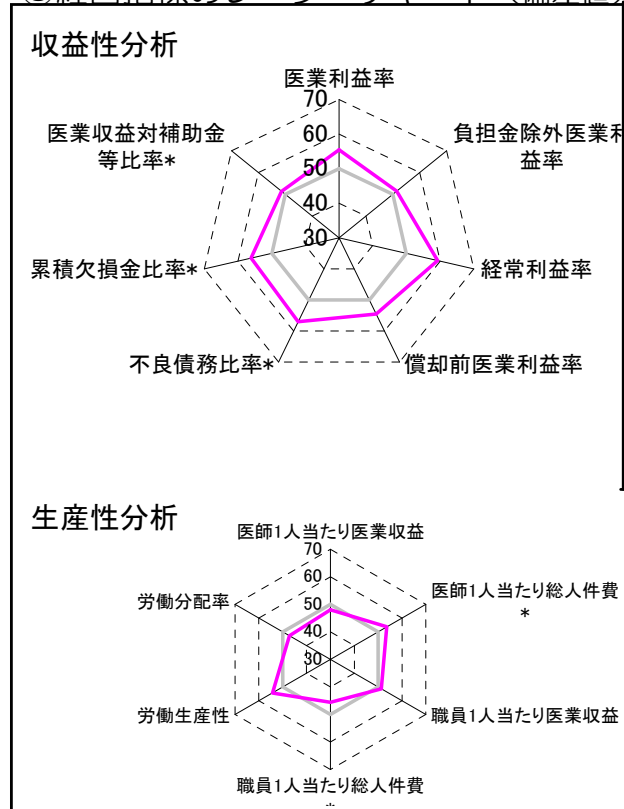 収益性分析
医業利益率
70
60
50
40
30
負担金除外医業利
益率
経常利益率
償却前医業利益率
不良債務比率*
累積欠損金比率*
医業収益対補助金
等比率*
生産性分析
医師1人当たり医業収益
70
60
50
40
30
医師1人当たり総人件費
*
職員1人当たり医業収益
職員1人当たり総人件費
労働生産性
労働分配率